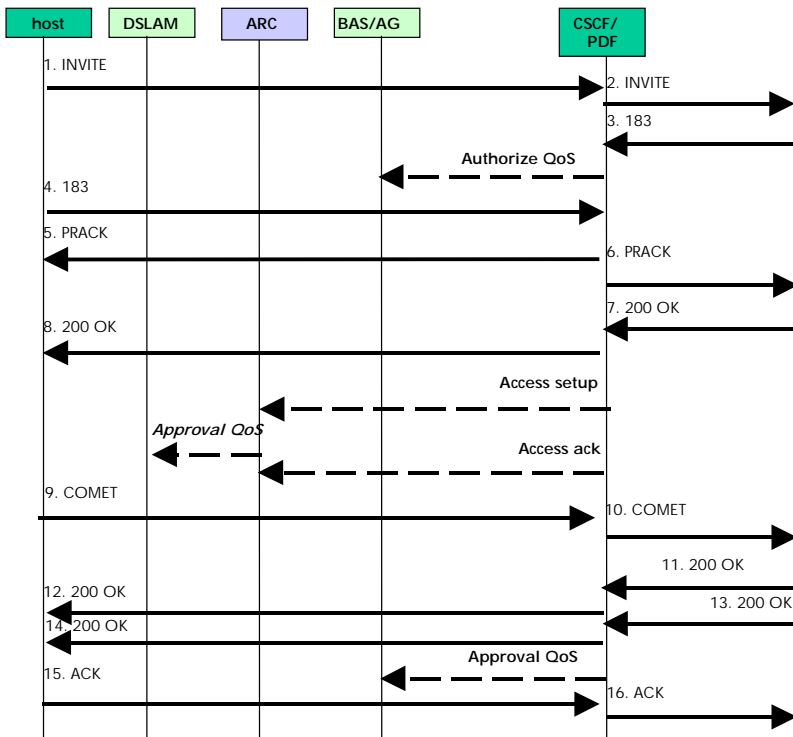 host
DSLAM
ARC
BAS/AG
CSCF/
PDF
1. INVITE
2. INVITE
3. 183
Authorize QoS
4. 183
5. PRACK
6. PRACK
7. 200 OK
8. 200 OK
Access setup
Approval QoS
Access ack
9. COMET
10. COMET
11. 200 OK
12. 200 OK
13. 200 OK
14. 200 OK
Approval QoS
15. ACK
16. ACK